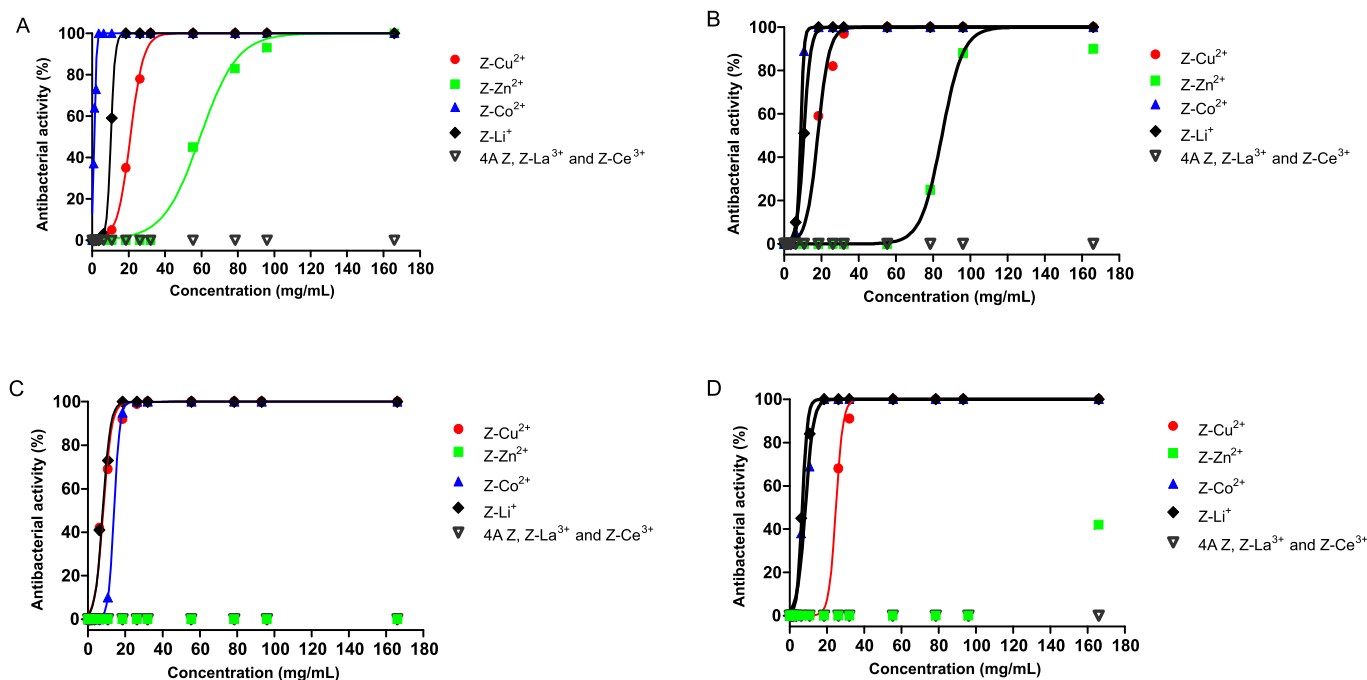 A
Antibacterial activity (%)
100
80
60
40
20
0
0 20 40 60 80 100 120 140 160 180
Concentration (mg/mL)
Z-Cu²⁺
Z-Zn²⁺
Z-Co²⁺
Z-Li⁺
4A Z, Z-La³⁺ and Z-Ce³⁺
B
Antibacterial activity (%)
100
80
60
40
20
0
0 20 40 60 80 100 120 140 160 180
Concentration (mg/mL)
Z-Cu²⁺
Z-Zn²⁺
Z-Co²⁺
Z-Li⁺
4A Z, Z-La³⁺ and Z-Ce³⁺
C
Antibacterial activity (%)
100
80
60
40
20
0
0 20 40 60 80 100 120 140 160 180
Concentration (mg/mL)
Z-Cu²⁺
Z-Zn²⁺
Z-Co²⁺
Z-Li⁺
4A Z, Z-La³⁺ and Z-Ce³⁺
D
Antibacterial activity (%)
100
80
60
40
20
0
0 20 40 60 80 100 120 140 160 180
Concentration (mg/mL)
Z-Cu²⁺
Z-Zn²⁺
Z-Co²⁺
Z-Li⁺
4A Z, Z-La³⁺ and Z-Ce³⁺